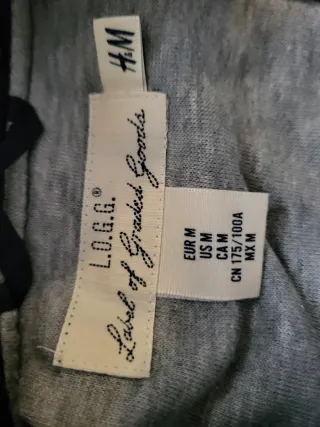 H&M
L.O.G.G.®
Label of Graded Goods
EUR M
US M
CA M
CN 175/100A
MX M